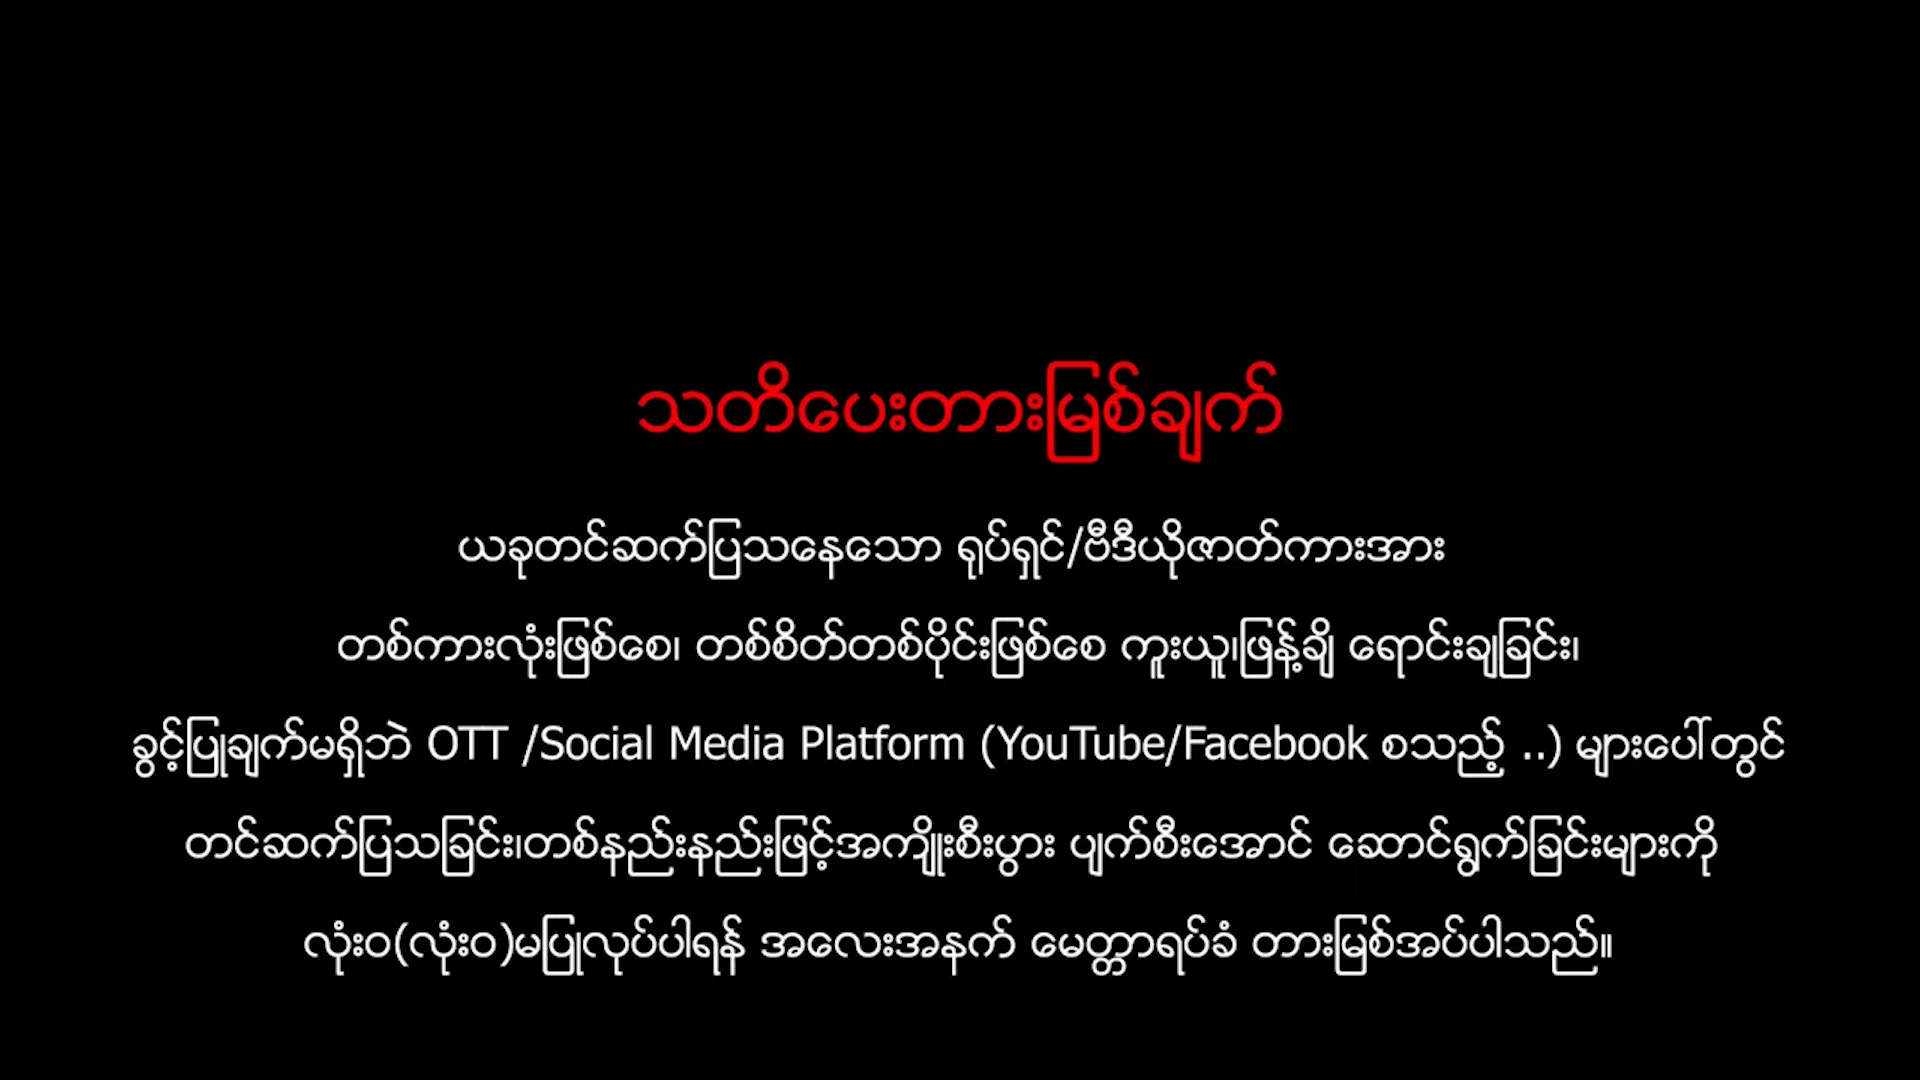 သတိပေးတားမြစ်ချက်
ယခုတင်ဆက်ပြသနေသော ရုပ်ရှင်/ဗီဒီယိုဇာတ်ကားအား
တစ်ကားလုံးဖြစ်စေ၊ တစ်စိတ်တစ်ပိုင်းဖြစ်စေ ကူးယူ၊ဖြန့်ချိ ရောင်းချခြင်း၊
ခွင့်ပြုချက်မရှိဘဲ OTT /Social Media Platform (YouTube/Facebook စသည့် ..) များပေါ်တွင်
တင်ဆက်ပြသခြင်း၊တစ်နည်းနည်းဖြင့်အကျိုးစီးပွား ပျက်စီးအောင် ဆောင်ရွက်ခြင်းများကို
လုံးဝ(လုံးဝ)မပြုလုပ်ပါရန် အလေးအနက် မေတ္တာရပ်ခံ တားမြစ်အပ်ပါသည်။